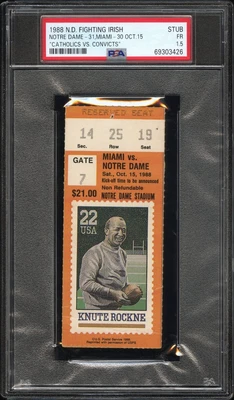 1988 N.D. FIGHTING IRISH STUB
NOTRE DAME - 31,MIAMI - 30 OCT.15 FR
"CATHOLICS VS. CONVICTS" 1.5
PSA 69303426
RESERVED SEAT
14 25 19
Sec. Row Seat
GATE
7
$21.00
MIAMI vs.
NOTRE DAME
Sat., Oct. 15, 1988
Kick-off time to be announced
Non Refundable
NOTRE DAME STADIUM
22
USA
KNUTE ROCKNE